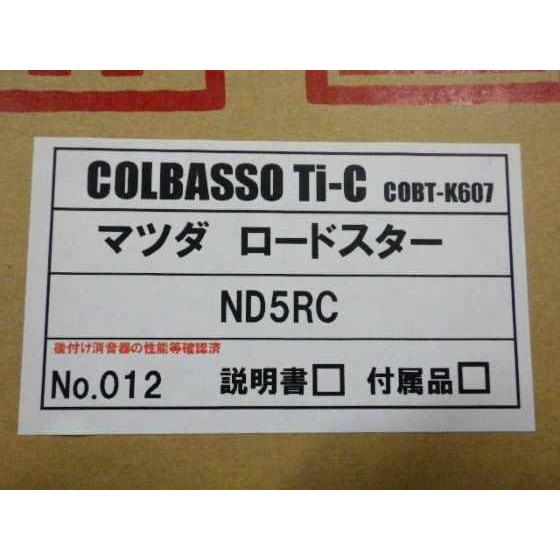 COLBASSO Ti-C COBT-K607
マツダ ロードスター
ND5RC
後付け消音器の性能等確認済
No.012 説明書□ 付属品□